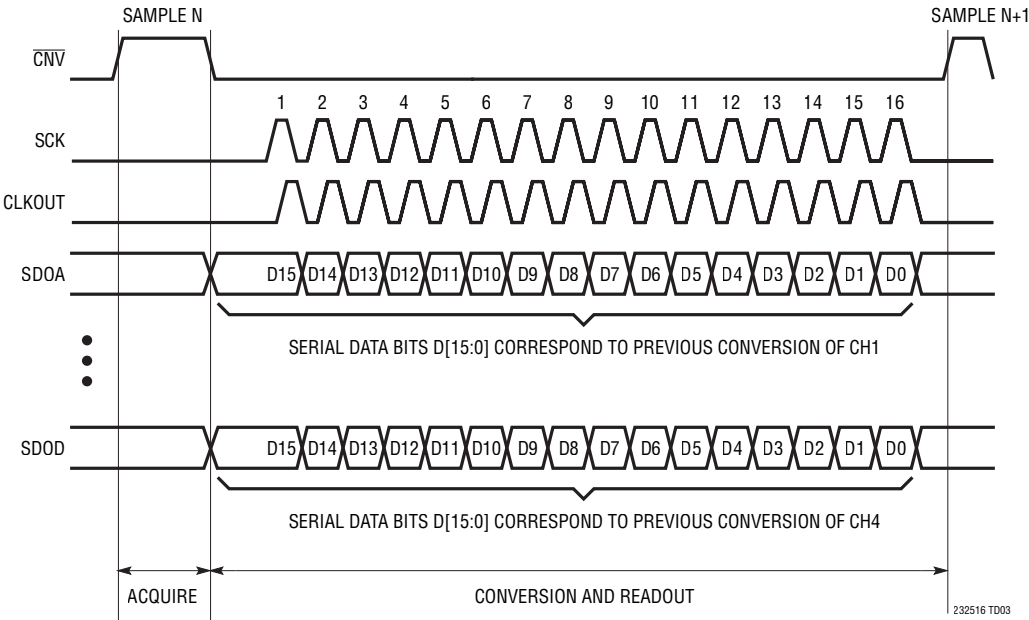 SAMPLE N
SAMPLE N+1
CNV
1 2 3 4 5 6 7 8 9 10 11 12 13 14 15 16
SCK
CLKOUT
SDOA D15 D14 D13 D12 D11 D10 D9 D8 D7 D6 D5 D4 D3 D2 D1 D0
SERIAL DATA BITS D[15:0] CORRESPOND TO PREVIOUS CONVERSION OF CH1
SDOD D15 D14 D13 D12 D11 D10 D9 D8 D7 D6 D5 D4 D3 D2 D1 D0
SERIAL DATA BITS D[15:0] CORRESPOND TO PREVIOUS CONVERSION OF CH4
ACQUIRE
CONVERSION AND READOUT
232516 TD03